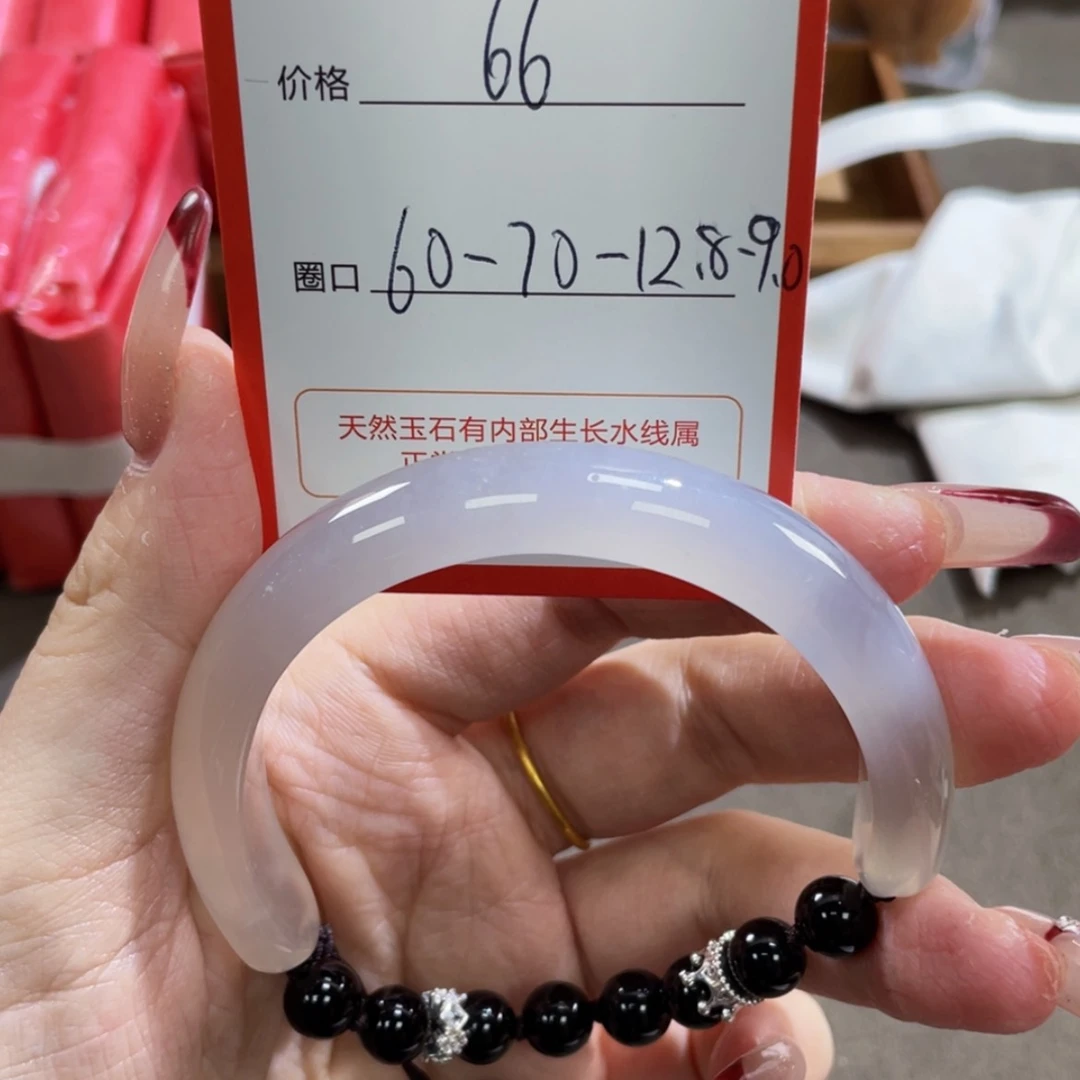 价格 66
圈口 60-70-12.8-9.0
天然玉石有内部生长水线属